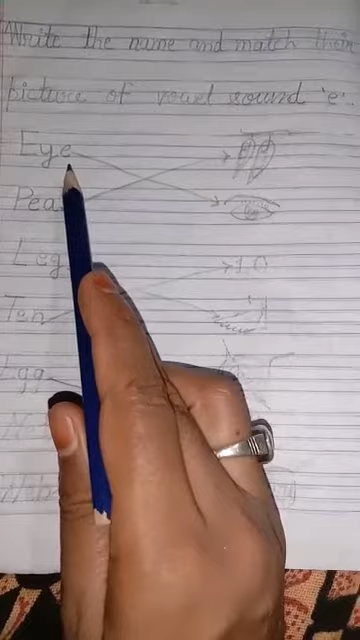 Write the name and match their
picture of vowel sound 'e'.
Eye
Pea
Leg
Ten 10
Egg